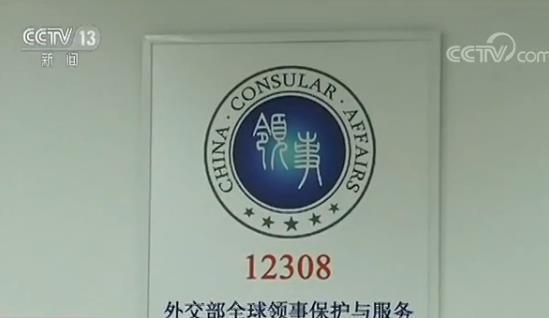 CCTV 13
新闻
CCTV.com
CHINA · CONSULAR · AFFAIRS
領事
12308
外交部全球领事保护与服务